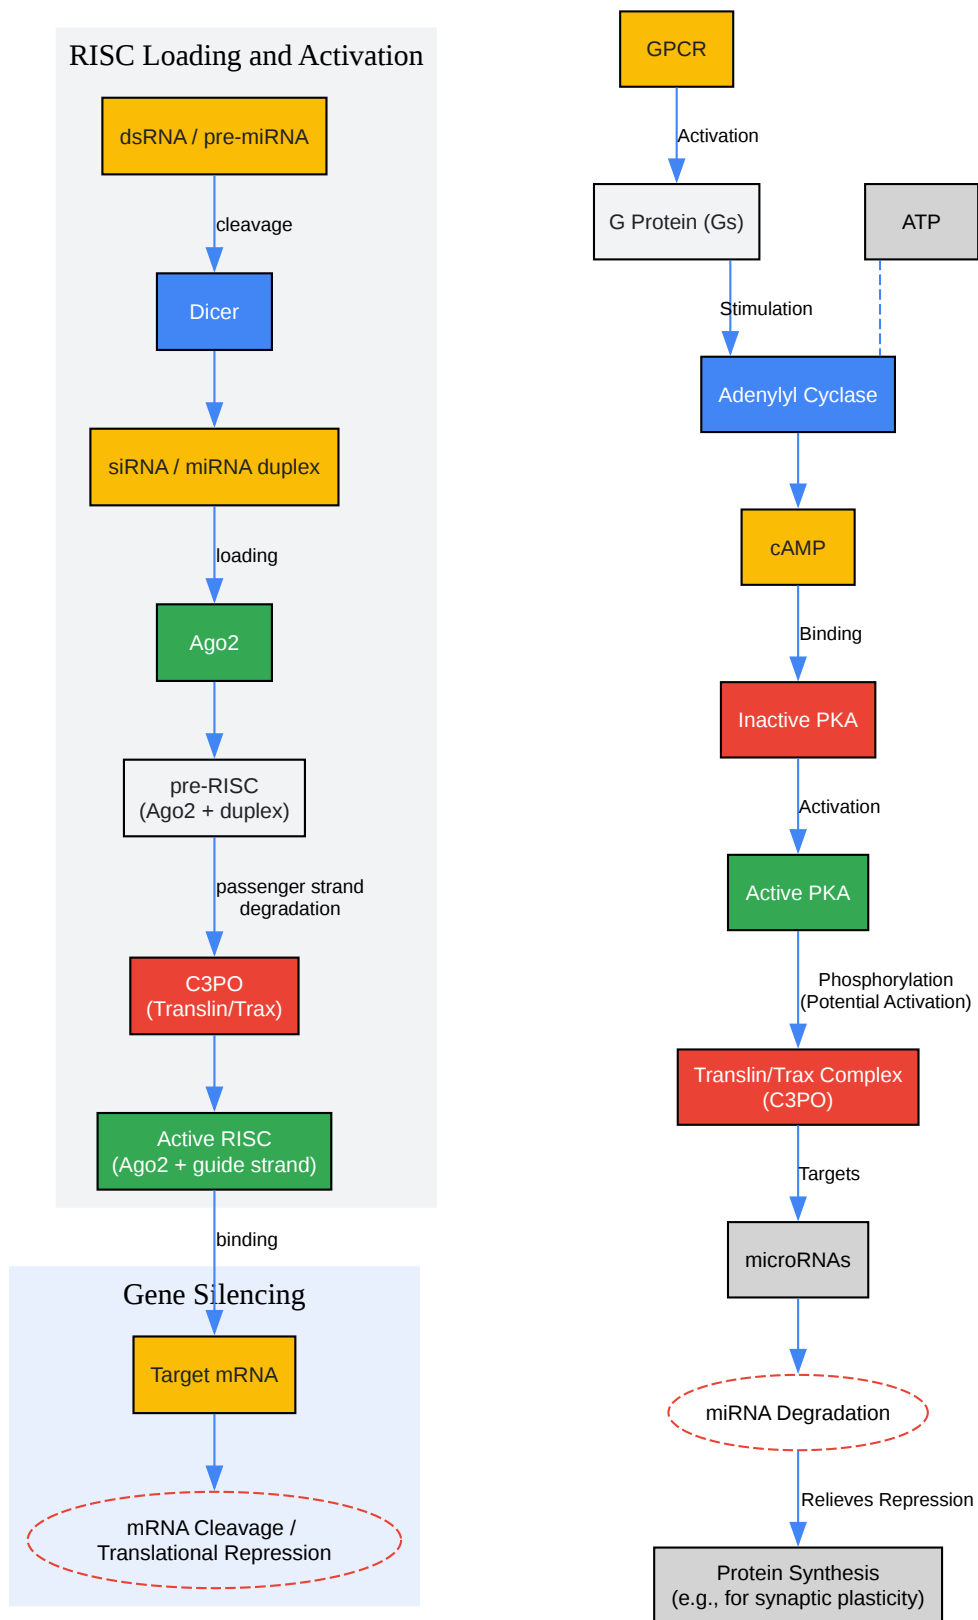 RISC Loading and Activation
dsRNA / pre-miRNA
cleavage
Dicer
siRNA / miRNA duplex
loading
Ago2
pre-RISC
(Ago2 + duplex)
passenger strand
degradation
C3PO
(Translin/Trax)
Active RISC
(Ago2 + guide strand)
binding
Gene Silencing
Target mRNA
mRNA Cleavage /
Translational Repression
GPCR
Activation
G Protein (Gs)
ATP
Stimulation
Adenylyl Cyclase
cAMP
Binding
Inactive PKA
Activation
Active PKA
Phosphorylation
(Potential Activation)
Translin/Trax Complex
(C3PO)
Targets
microRNAs
miRNA Degradation
Relieves Repression
Protein Synthesis
(e.g., for synaptic plasticity)